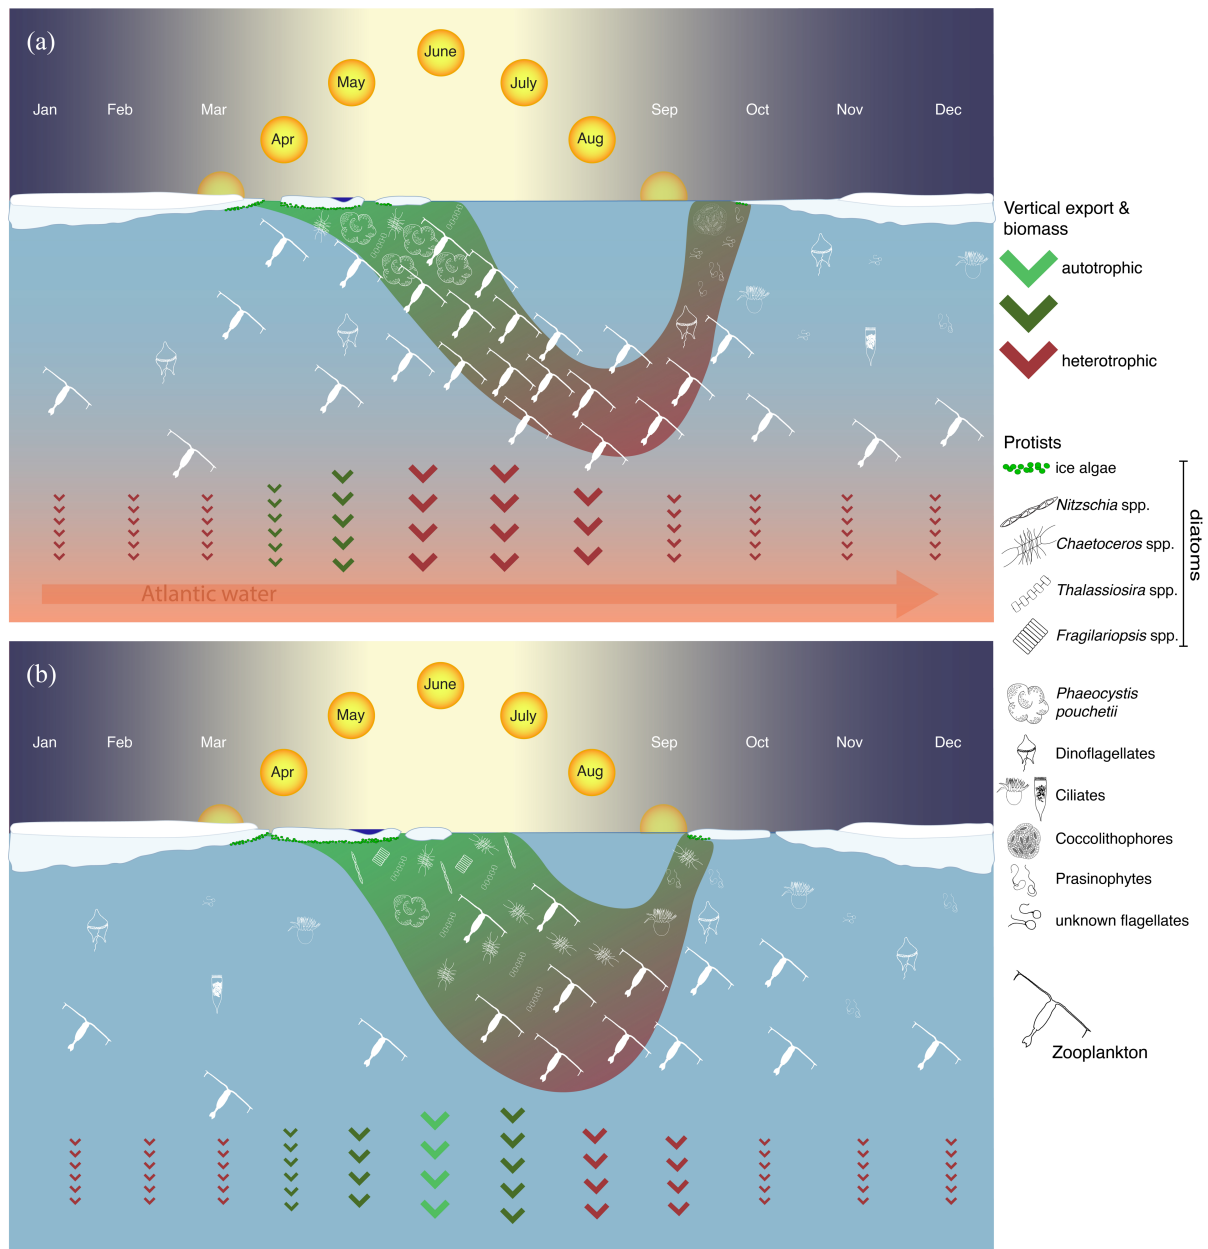 (a)
June
May
July
Jan
Feb
Mar
Sep
Oct
Nov
Dec
Apr
Aug
Atlantic water
Vertical export &
biomass
autotrophic
heterotrophic
Protists
ice algae
Nitzschia spp.
Chaetoceros spp.
Thalassiosira spp.
Fragilariopsis spp.
diatoms
Phaeocystis
pouchetii
Dinoflagellates
Ciliates
Coccolithophores
Prasinophytes
unknown flagellates
Zooplankton
(b)
June
May
July
Jan
Feb
Mar
Sep
Oct
Nov
Dec
Apr
Aug